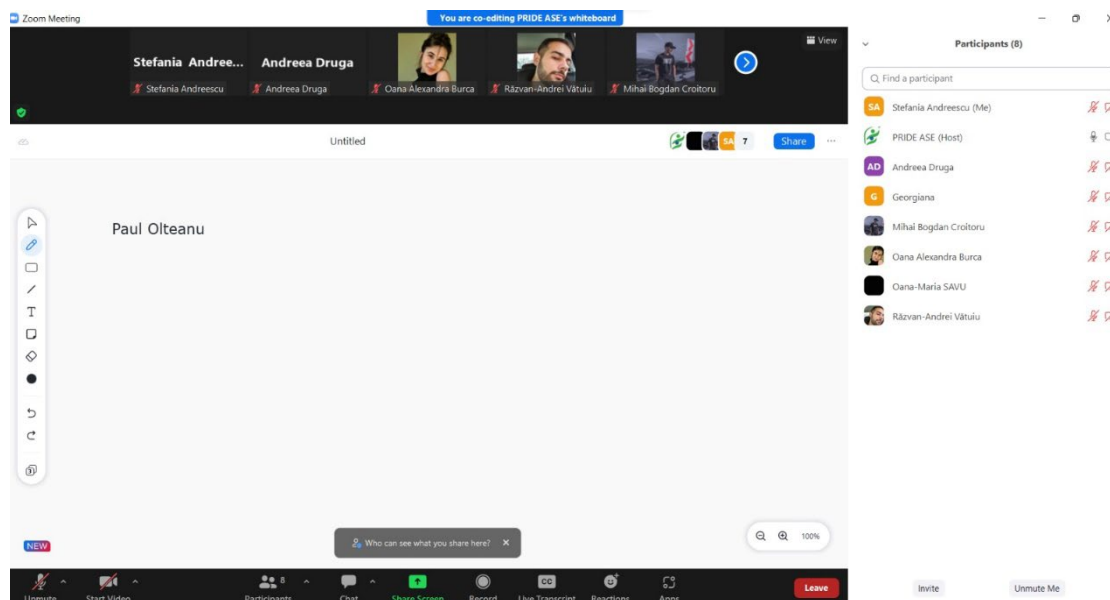 Zoom Meeting
You are co-editing PRIDE ASE's whiteboard
View
Stefania Andree...
Andreea Druga
Stefania Andreescu
Andreea Druga
Oana Alexandra Burca
Răzvan-Andrei Vătuiu
Mihai Bogdan Croitoru
Untitled
SA
7
Share
Paul Olteanu
T
NEW
Who can see what you share here?
100%
Unmute
Start Video
Participants
8
Chat
Share Screen
Record
CC
Live Transcript
Reactions
Apps
Leave
Participants (8)
Find a participant
SA Stefania Andreescu (Me)
PRIDE ASE (Host)
AD Andreea Druga
G Georgiana
Mihai Bogdan Croitoru
Oana Alexandra Burca
Oana-Maria SAVU
Răzvan-Andrei Vătuiu
Invite
Unmute Me